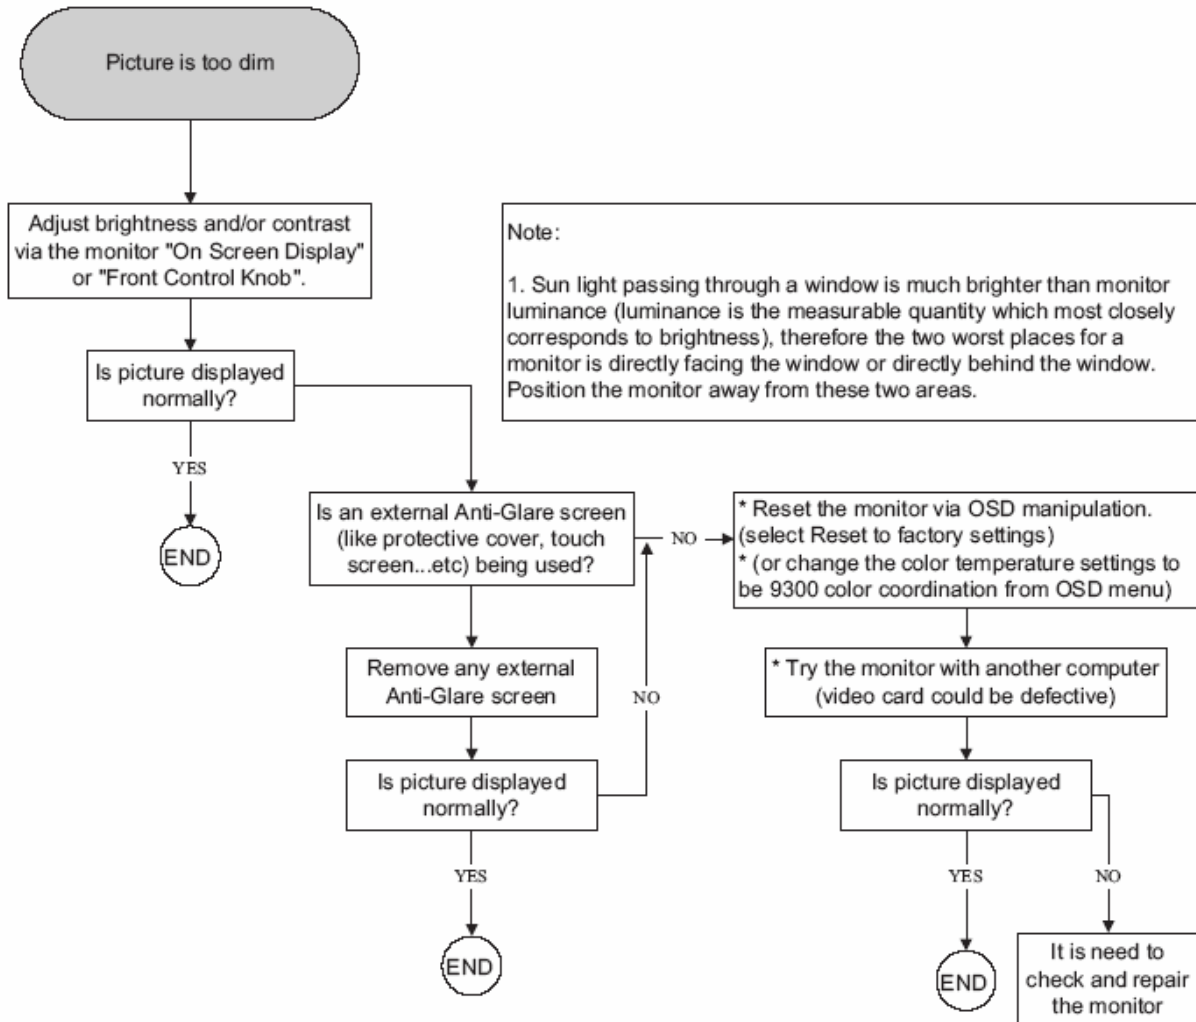 Picture is too dim
Adjust brightness and/or contrast
via the monitor "On Screen Display"
or "Front Control Knob".
Note:
1. Sun light passing through a window is much brighter than monitor
luminance (luminance is the measurable quantity which most closely
corresponds to brightness), therefore the two worst places for a
monitor is directly facing the window or directly behind the window.
Position the monitor away from these two areas.
Is picture displayed
normally?
YES
END
Is an external Anti-Glare screen
(like protective cover, touch
screen...etc) being used?
NO
* Reset the monitor via OSD manipulation.
(select Reset to factory settings)
* (or change the color temperature settings to
be 9300 color coordination from OSD menu)
Remove any external
Anti-Glare screen
NO
* Try the monitor with another computer
(video card could be defective)
Is picture displayed
normally?
YES
END
Is picture displayed
normally?
YES
NO
END
It is need to
check and repair
the monitor